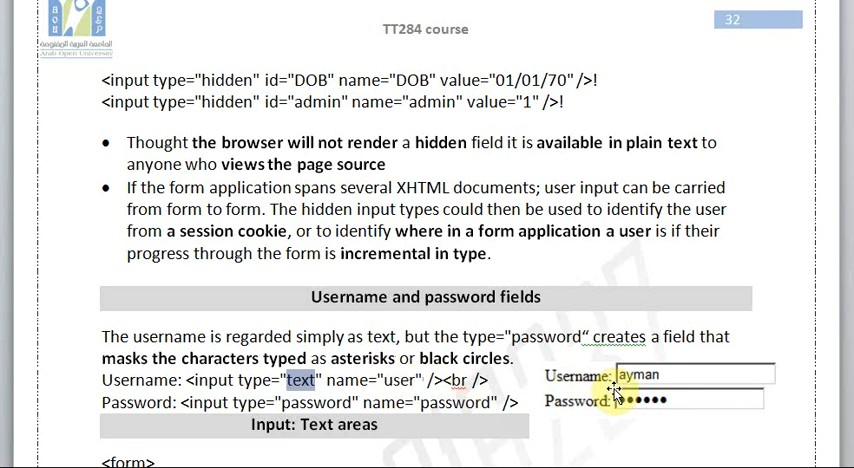 TT284 course
32
الجامعة العربية المفتوحة
Arab Open University
<input type="hidden" id="DOB" name="DOB" value="01/01/70" />!
<input type="hidden" id="admin" name="admin" value="1" />!
• Thought the browser will not render a hidden field it is available in plain text to
anyone who views the page source
• If the form application spans several XHTML documents; user input can be carried
from form to form. The hidden input types could then be used to identify the user
from a session cookie, or to identify where in a form application a user is if their
progress through the form is incremental in type.
Username and password fields
The username is regarded simply as text, but the type="password“ creates a field that
masks the characters typed as asterisks or black circles.
Username: <input type="text" name="user" /><br />
Password: <input type="password" name="password" />
Username: ayman
Password: ●●●●●●●
Input: Text areas
<form>